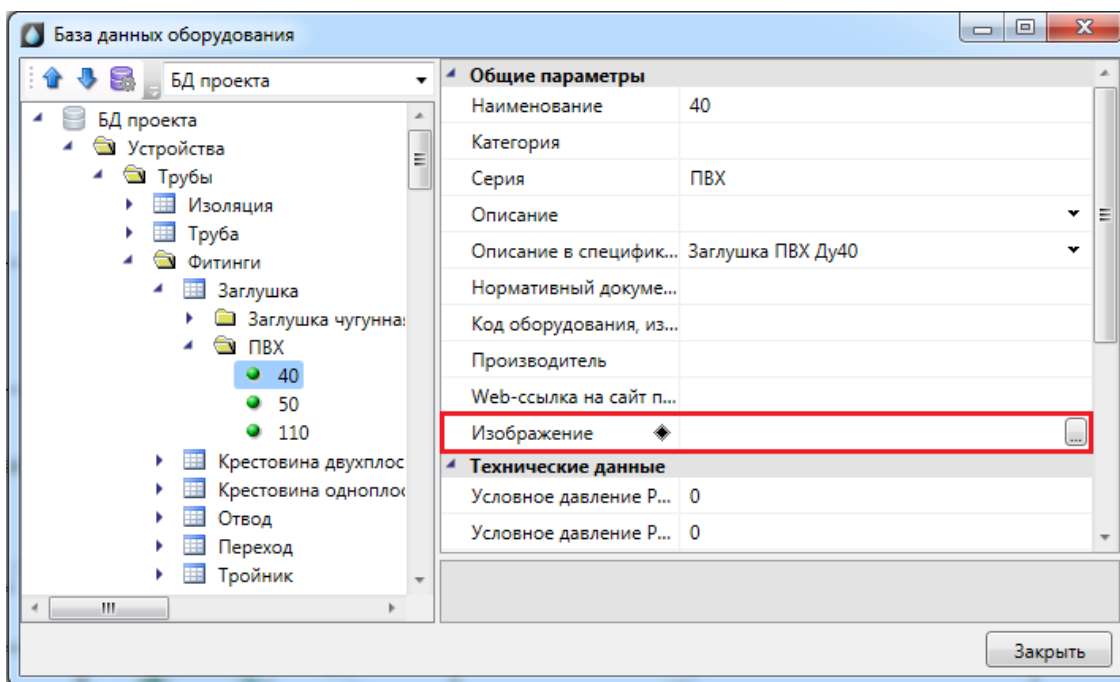 База данных оборудования
БД проекта
БД проекта
Устройства
Трубы
Изоляция
Труба
Фитинги
Заглушка
Заглушка чугунна
ПВХ
40
50
110
Крестовина двухплос
Крестовина одноплос
Отвод
Переход
Тройник
Общие параметры
Наименование 40
Категория
Серия ПВХ
Описание
Описание в специфик... Заглушка ПВХ Ду40
Нормативный докуме...
Код оборудования, из...
Производитель
Web-ссылка на сайт п...
Изображение ...
Технические данные
Условное давление Р... 0
Условное давление Р... 0
Закрыть